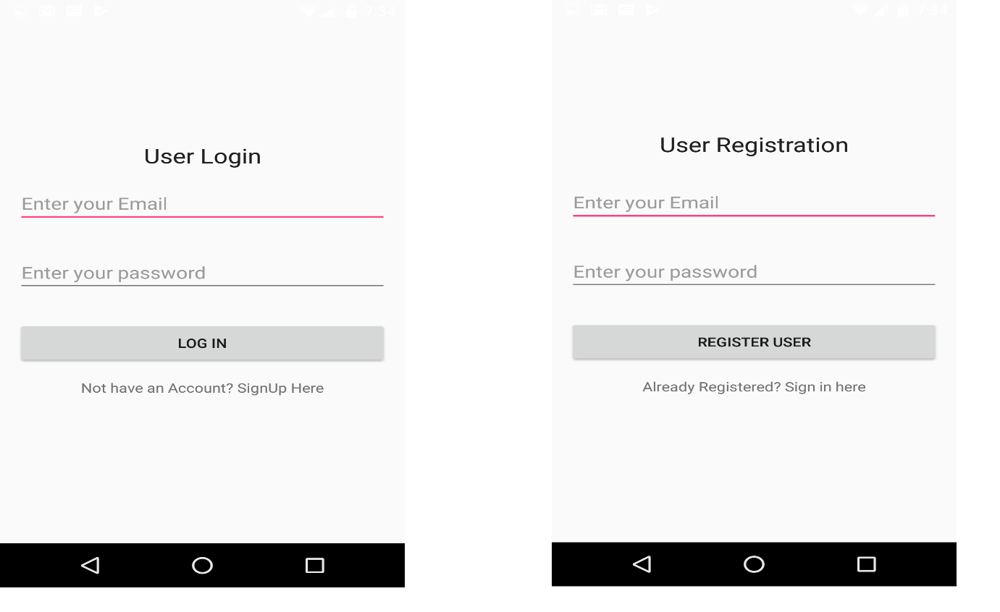 7:34
User Login
Enter your Email
Enter your password
LOG IN
Not have an Account? SignUp Here
7:34
User Registration
Enter your Email
Enter your password
REGISTER USER
Already Registered? Sign in here